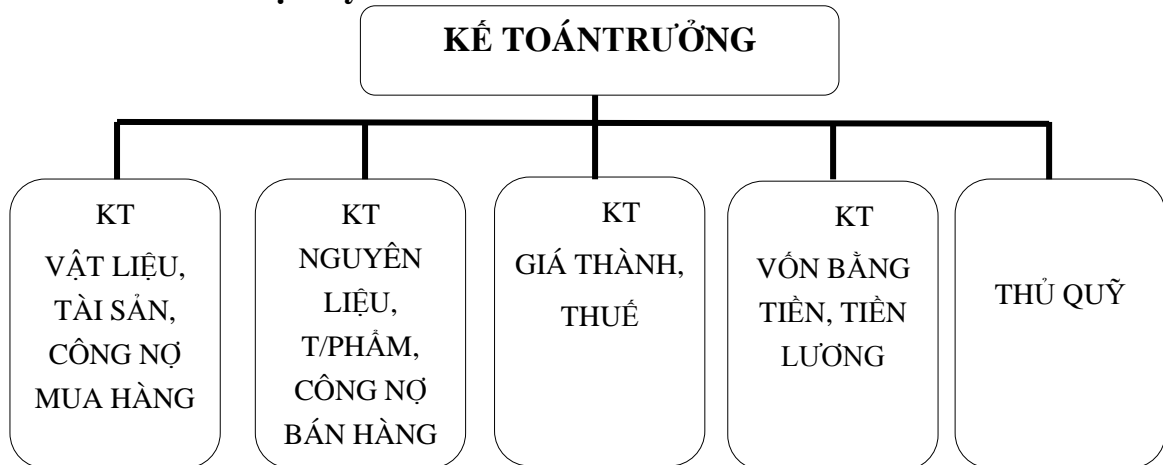 KẾ TOÁNTRƯỞNG
KT
VẬT LIỆU,
TÀI SẢN,
CÔNG NỢ
MUA HÀNG
KT
NGUYÊN
LIỆU,
T/PHẨM,
CÔNG NỢ
BÁN HÀNG
KT
GIÁ THÀNH,
THUẾ
KT
VỐN BẰNG
TIỀN, TIỀN
LƯƠNG
THỦ QUỸ